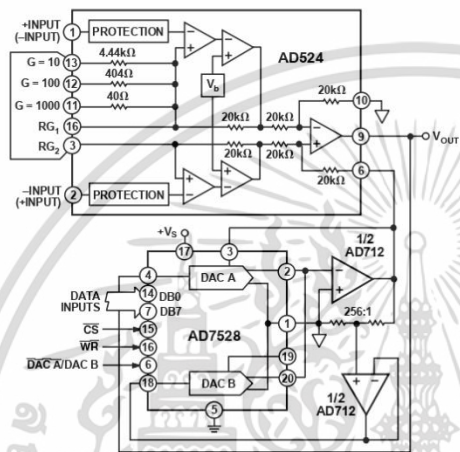 +INPUT
(–INPUT)
1
PROTECTION
AD524
G = 10
13
4.44kΩ
G = 100
12
404Ω
G = 1000
11
40Ω
Vb
RG1
16
20kΩ
20kΩ
20kΩ
10
RG2
3
20kΩ
20kΩ
20kΩ
9
VOUT
6
–INPUT
(+INPUT)
2
PROTECTION
+VS
17
3
1/2
AD712
4
DAC A
2
DATA
INPUTS
14
DB0
7
DB7
AD7528
1
256:1
CS
15
WR
16
19
DAC A/DAC B
6
20
18
DAC B
5
1/2
AD712